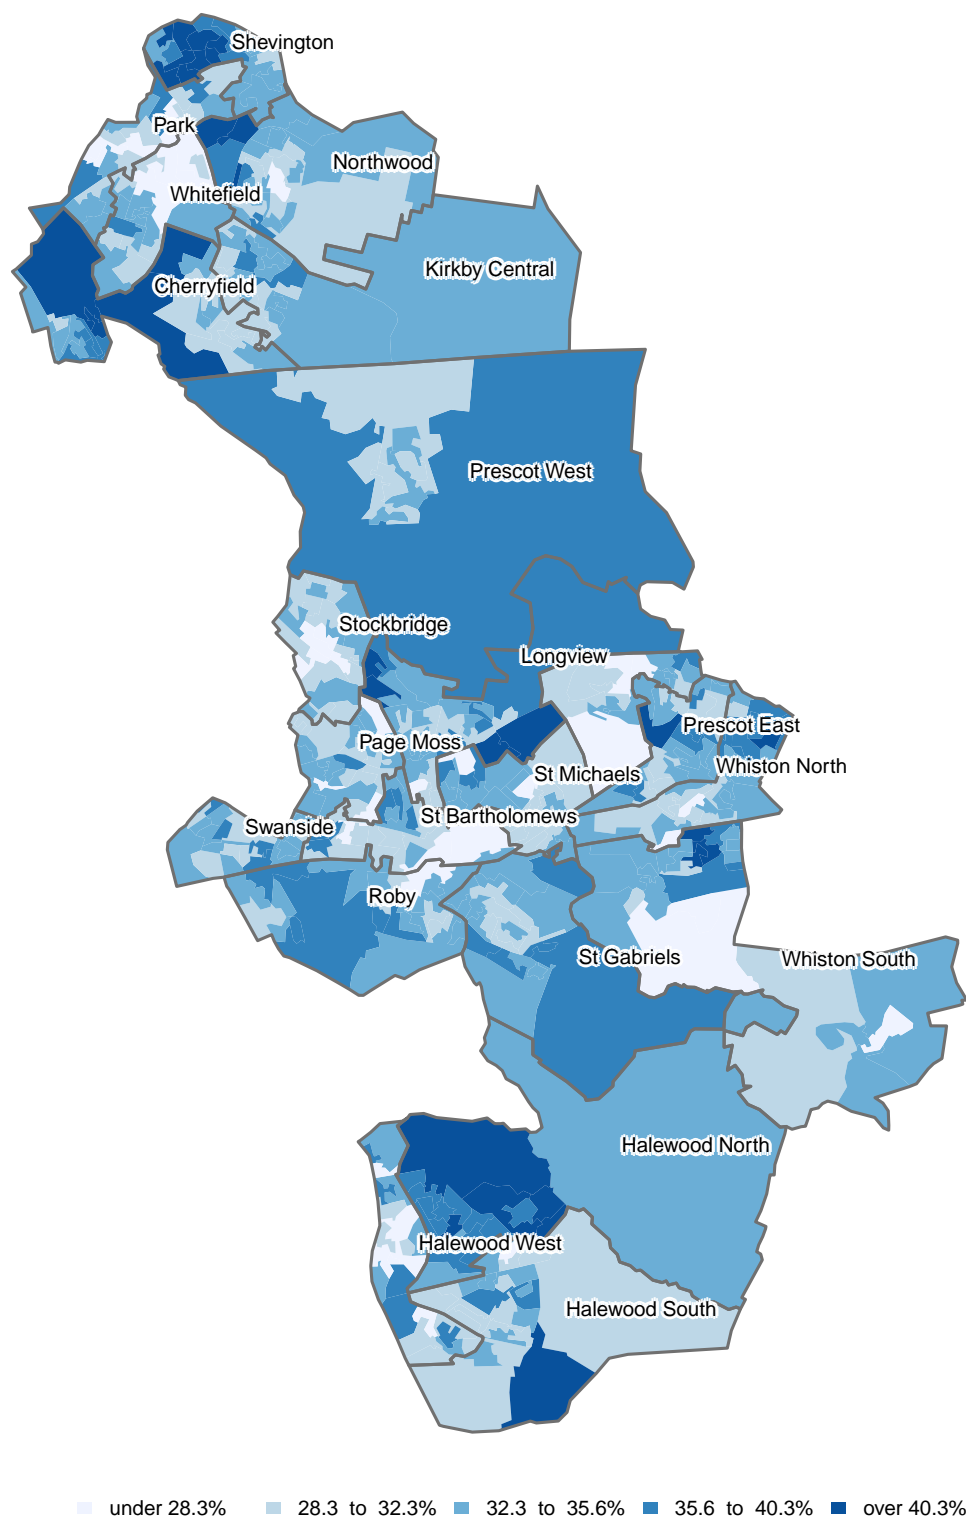 Shevington
Park
Northwood
Whitefield
Kirkby Central
Cherryfield
Prescot West
Stockbridge
Longview
Prescot East
Page Moss
Whiston North
St Michaels
St Bartholomews
Swanside
Roby
St Gabriels
Whiston South
Halewood North
Halewood West
Halewood South
under 28.3% 28.3 to 32.3% 32.3 to 35.6% 35.6 to 40.3% over 40.3%